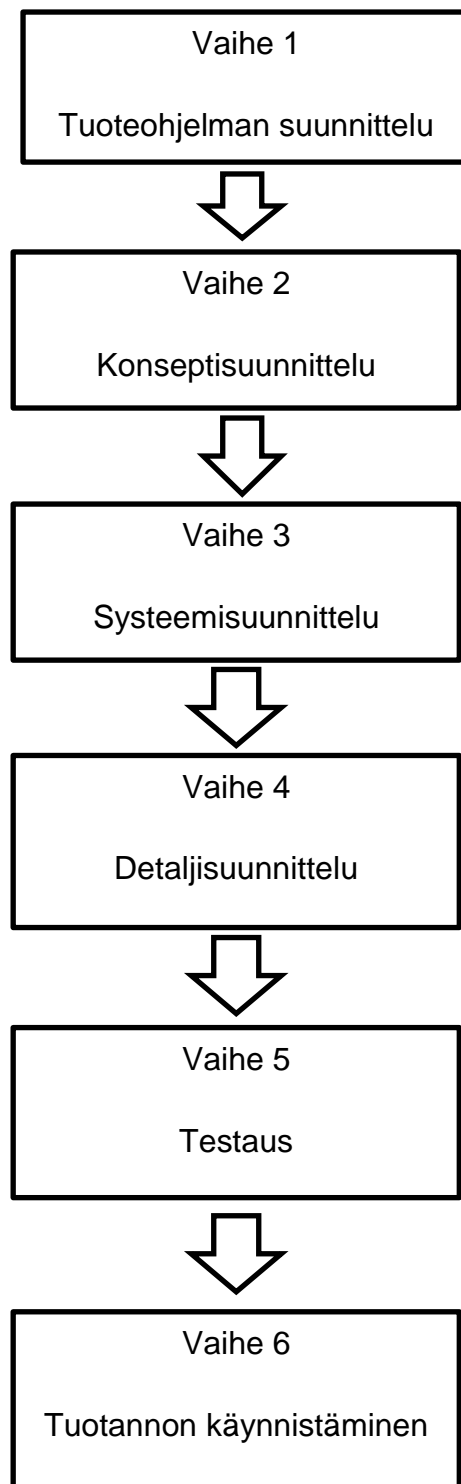 Vaihe 1
Tuoteohjelman suunnittelu
Vaihe 2
Konseptisuunnittelu
Vaihe 3
Systeemisuunnittelu
Vaihe 4
Detaljisuunnittelu
Vaihe 5
Testaus
Vaihe 6
Tuotannon käynnistäminen